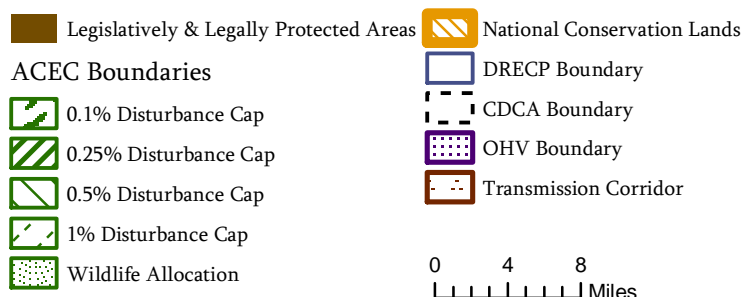 Legislatively & Legally Protected Areas
ACEC Boundaries
0.1% Disturbance Cap
0.25% Disturbance Cap
0.5% Disturbance Cap
1% Disturbance Cap
Wildlife Allocation
National Conservation Lands
DRECP Boundary
CDCA Boundary
OHV Boundary
Transmission Corridor
0 4 8
Miles